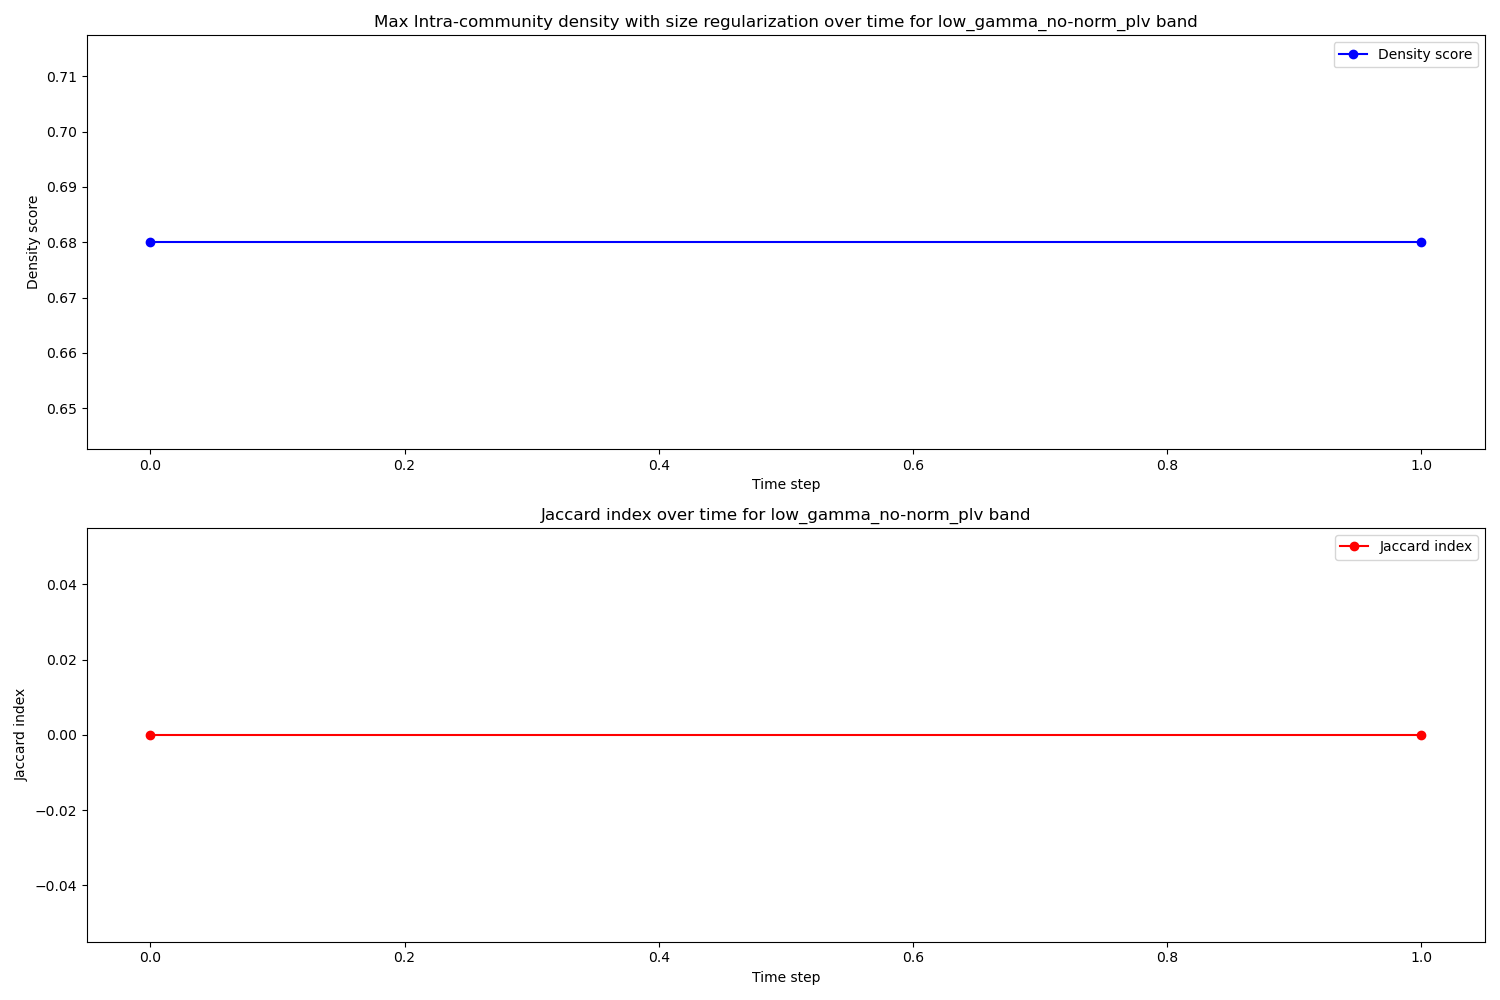 Max Intra-community density with size regularization over time for low_gamma_no-norm_plv band
Density score
0.71
0.70
0.69
0.68
0.67
0.66
0.65
Density score
0.0 0.2 0.4 0.6 0.8 1.0
Time step
Jaccard index over time for low_gamma_no-norm_plv band
Jaccard index
0.04
0.02
0.00
−0.02
−0.04
Jaccard index
0.0 0.2 0.4 0.6 0.8 1.0
Time step